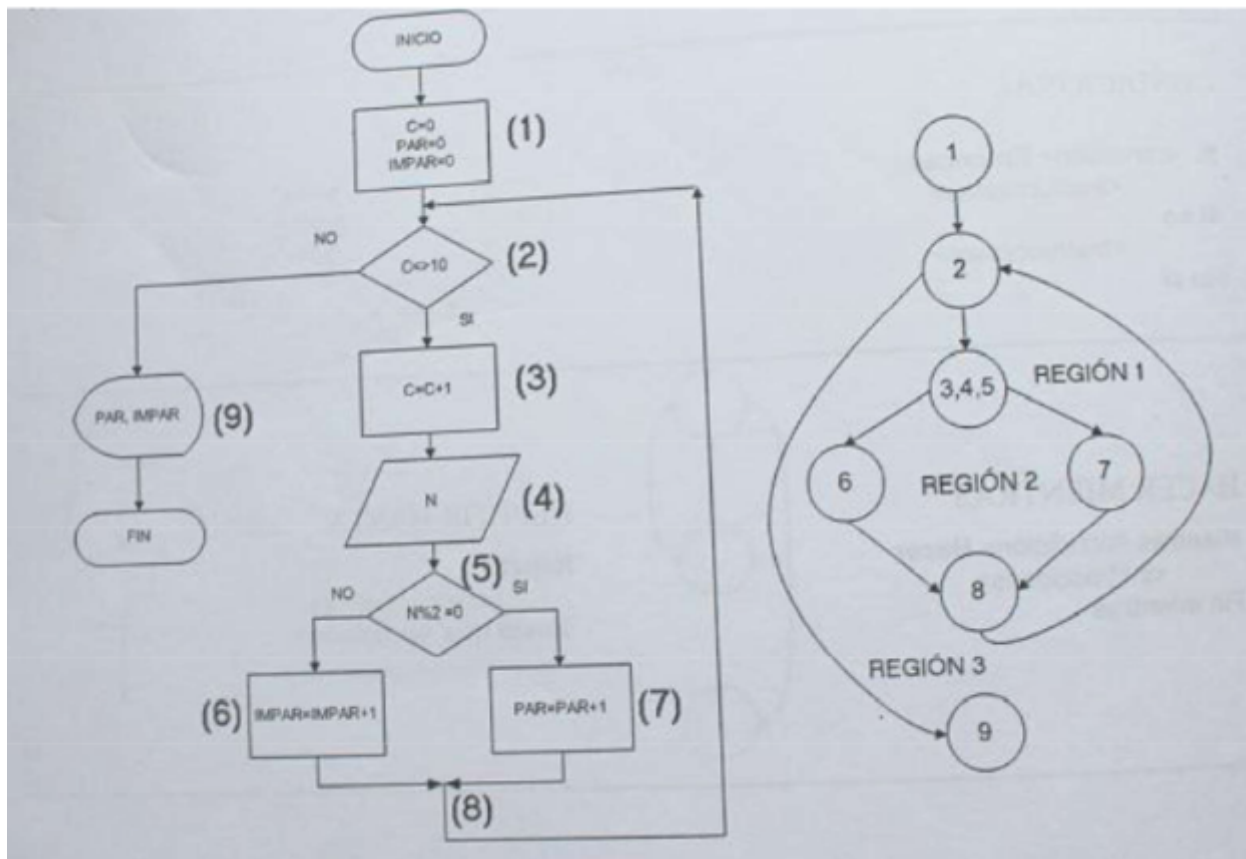 INICIO
C=0
PAR=0
IMPAR=0
(1)
NO
C<>10
(2)
SI
C=C+1
(3)
PAR, IMPAR
(9)
N
(4)
FIN
(5)
NO
N%2 =0
SI
(6)
IMPAR=IMPAR+1
PAR=PAR+1
(7)
(8)
1
2
3,4,5
REGIÓN 1
6
REGIÓN 2
7
8
REGIÓN 3
9